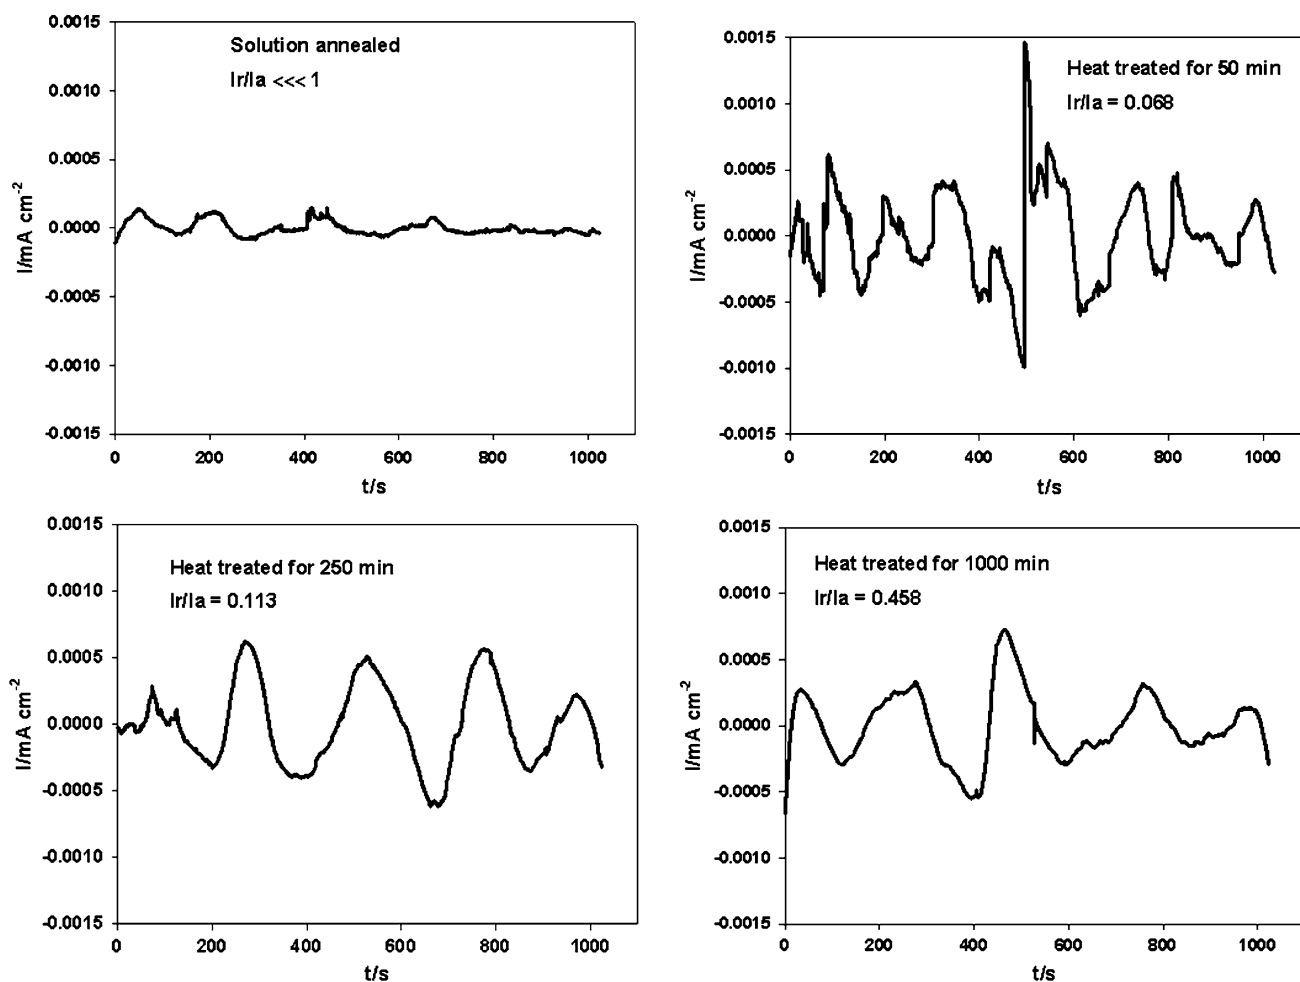 0.0015
Solution annealed
Ir/Ia <<< 1
0.0010
0.0005
0.0000
-0.0005
-0.0010
-0.0015
I/mA cm-2
0 200 400 600 800 1000
t/s
0.0015
Heat treated for 50 min
Ir/Ia = 0.068
0.0010
0.0005
0.0000
-0.0005
-0.0010
-0.0015
I/mA cm-2
0 200 400 600 800 1000
t/s
0.0015
Heat treated for 250 min
Ir/Ia = 0.113
0.0010
0.0005
0.0000
-0.0005
-0.0010
-0.0015
I/mA cm-2
0 200 400 600 800 1000
t/s
0.0015
Heat treated for 1000 min
Ir/Ia = 0.458
0.0010
0.0005
0.0000
-0.0005
-0.0010
-0.0015
I/mA cm-2
0 200 400 600 800 1000
t/s